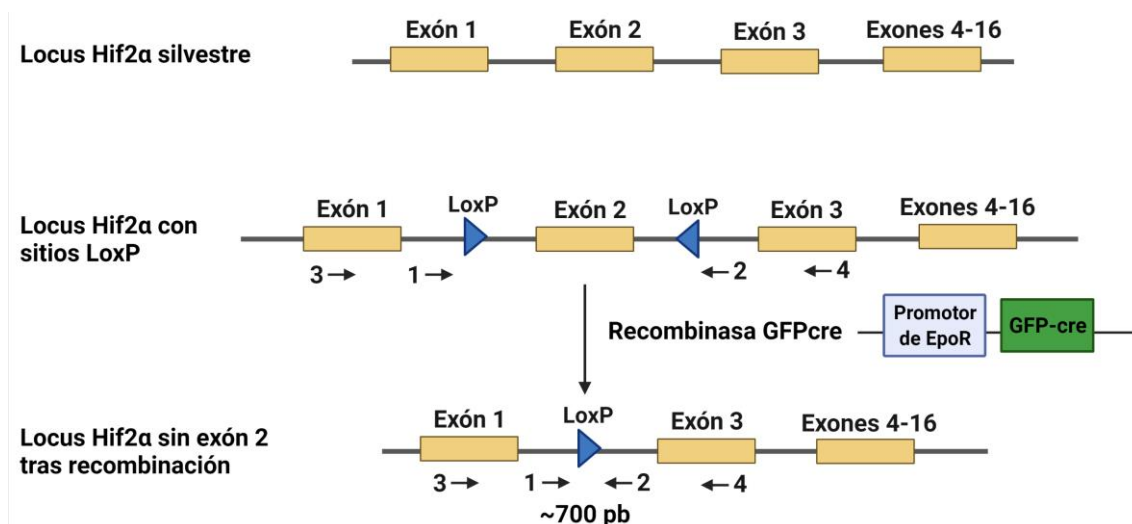 Locus Hif2α silvestre
Exón 1
Exón 2
Exón 3
Exones 4-16
Locus Hif2α con
sitios LoxP
Exón 1
LoxP
Exón 2
LoxP
Exón 3
Exones 4-16
3
1
2
4
Recombinasa GFPcre
Promotor
de EpoR
GFP-cre
Locus Hif2α sin exón 2
tras recombinación
Exón 1
LoxP
Exón 3
Exones 4-16
3
1
2
4
~700 pb